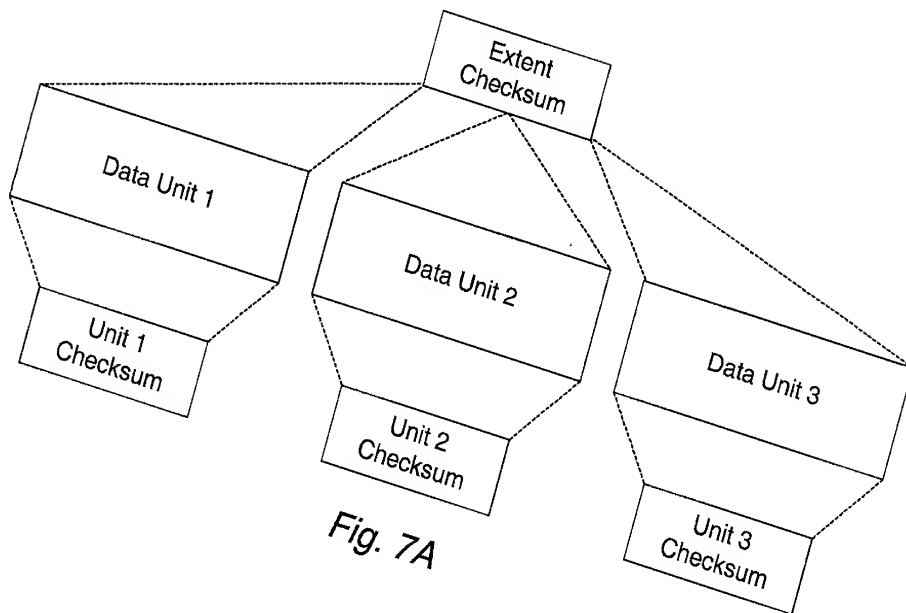 Extent
Checksum
Data Unit 1
Data Unit 2
Data Unit 3
Unit 1
Checksum
Unit 2
Checksum
Unit 3
Checksum
Fig. 7A